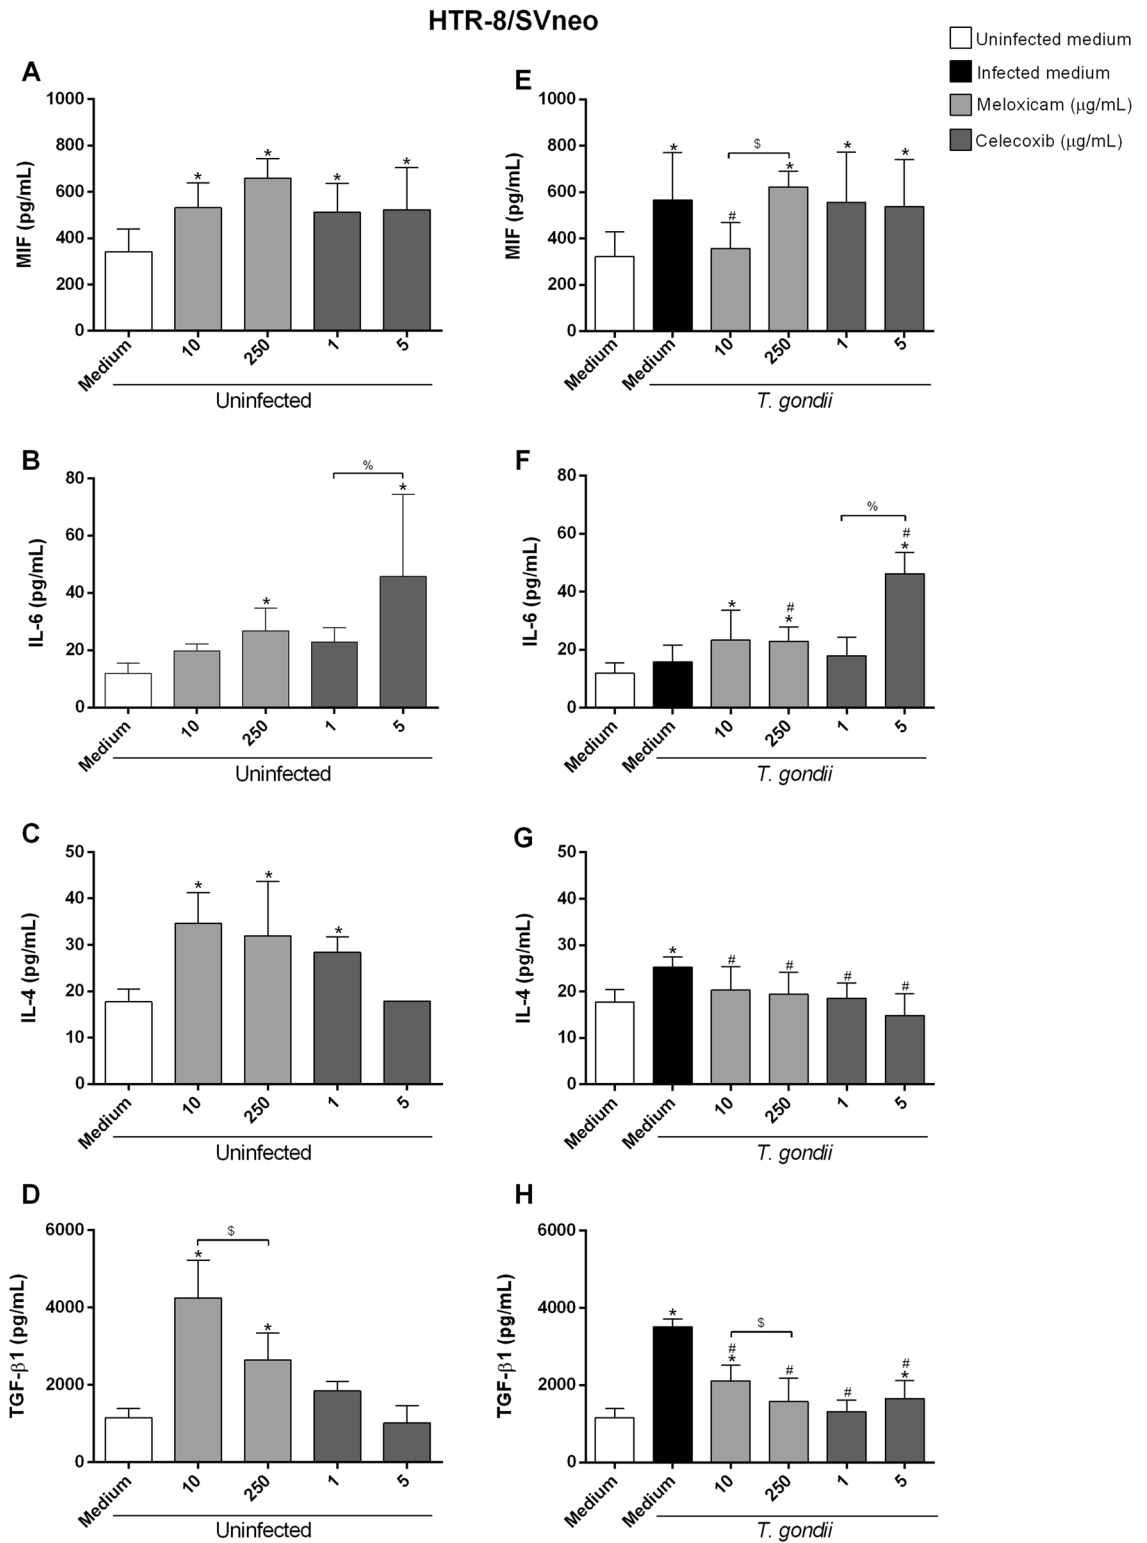 HTR-8/SVneo
Uninfected medium
Infected medium
Meloxicam (µg/mL)
Celecoxib (µg/mL)
A
MIF (pg/mL)
1000
800
600
400
200
0
* * * *
Medium 10 250 1 5
Uninfected
E
MIF (pg/mL)
1000
800
600
400
200
0
$
* # * * *
Medium Medium 10 250 1 5
T. gondii
B
IL-6 (pg/mL)
80
60
40
20
0
%
* *
Medium 10 250 1 5
Uninfected
F
IL-6 (pg/mL)
80
60
40
20
0
%
# #
* * *
Medium Medium 10 250 1 5
T. gondii
C
IL-4 (pg/mL)
50
40
30
20
10
0
* * *
Medium 10 250 1 5
Uninfected
G
IL-4 (pg/mL)
50
40
30
20
10
0
* # # # #
Medium Medium 10 250 1 5
T. gondii
D
TGF-β1 (pg/mL)
6000
4000
2000
0
$
* *
Medium 10 250 1 5
Uninfected
H
TGF-β1 (pg/mL)
6000
4000
2000
0
$
* # # # #
* *
Medium Medium 10 250 1 5
T. gondii